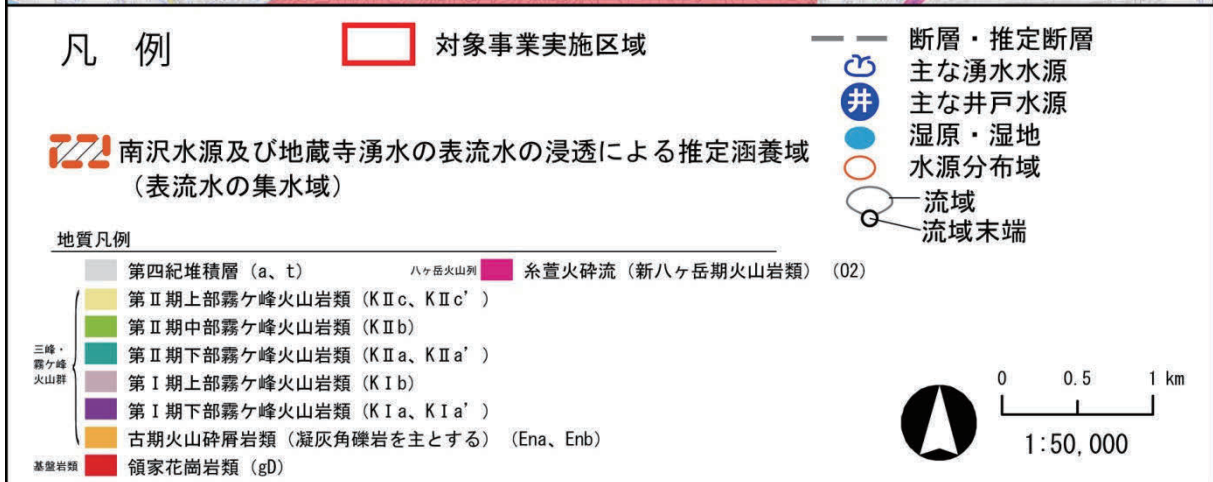 凡 例
対象事業実施区域
断層・推定断層
主な湧水水源
井
主な井戸水源
湿原・湿地
水源分布域
流域
流域末端
南沢水源及び地蔵寺湧水の表流水の浸透による推定涵養域
(表流水の集水域)
地質凡例
第四紀堆積層 (a、t)
八ヶ岳火山列
糸萱火砕流 (新八ヶ岳期火山岩類) (O2)
三峰・
霧ケ峰
火山群
第Ⅱ期上部霧ケ峰火山岩類 (KⅡc、KⅡc’)
第Ⅱ期中部霧ケ峰火山岩類 (KⅡb)
第Ⅱ期下部霧ケ峰火山岩類 (KⅡa、KⅡa’)
第Ⅰ期上部霧ケ峰火山岩類 (KⅠb)
第Ⅰ期下部霧ケ峰火山岩類 (KⅠa、KⅠa’)
古期火山砕屑岩類 (凝灰角礫岩を主とする) (Ena、Enb)
基盤岩類
領家花崗岩類 (gD)
0 0.5 1 km
1:50,000